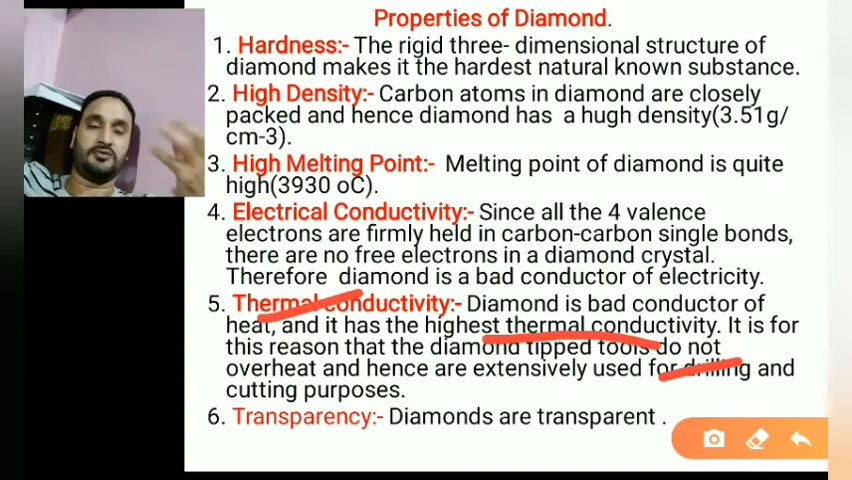 Properties of Diamond.
1. Hardness:- The rigid three- dimensional structure of
diamond makes it the hardest natural known substance.
2. High Density:- Carbon atoms in diamond are closely
packed and hence diamond has a hugh density(3.51g/
cm-3).
3. High Melting Point:- Melting point of diamond is quite
high(3930 oC).
4. Electrical Conductivity:- Since all the 4 valence
electrons are firmly held in carbon-carbon single bonds,
there are no free electrons in a diamond crystal.
Therefore diamond is a bad conductor of electricity.
5. Thermal conductivity:- Diamond is bad conductor of
heat, and it has the highest thermal conductivity. It is for
this reason that the diamond tipped tools do not
overheat and hence are extensively used for drilling and
cutting purposes.
6. Transparency:- Diamonds are transparent .